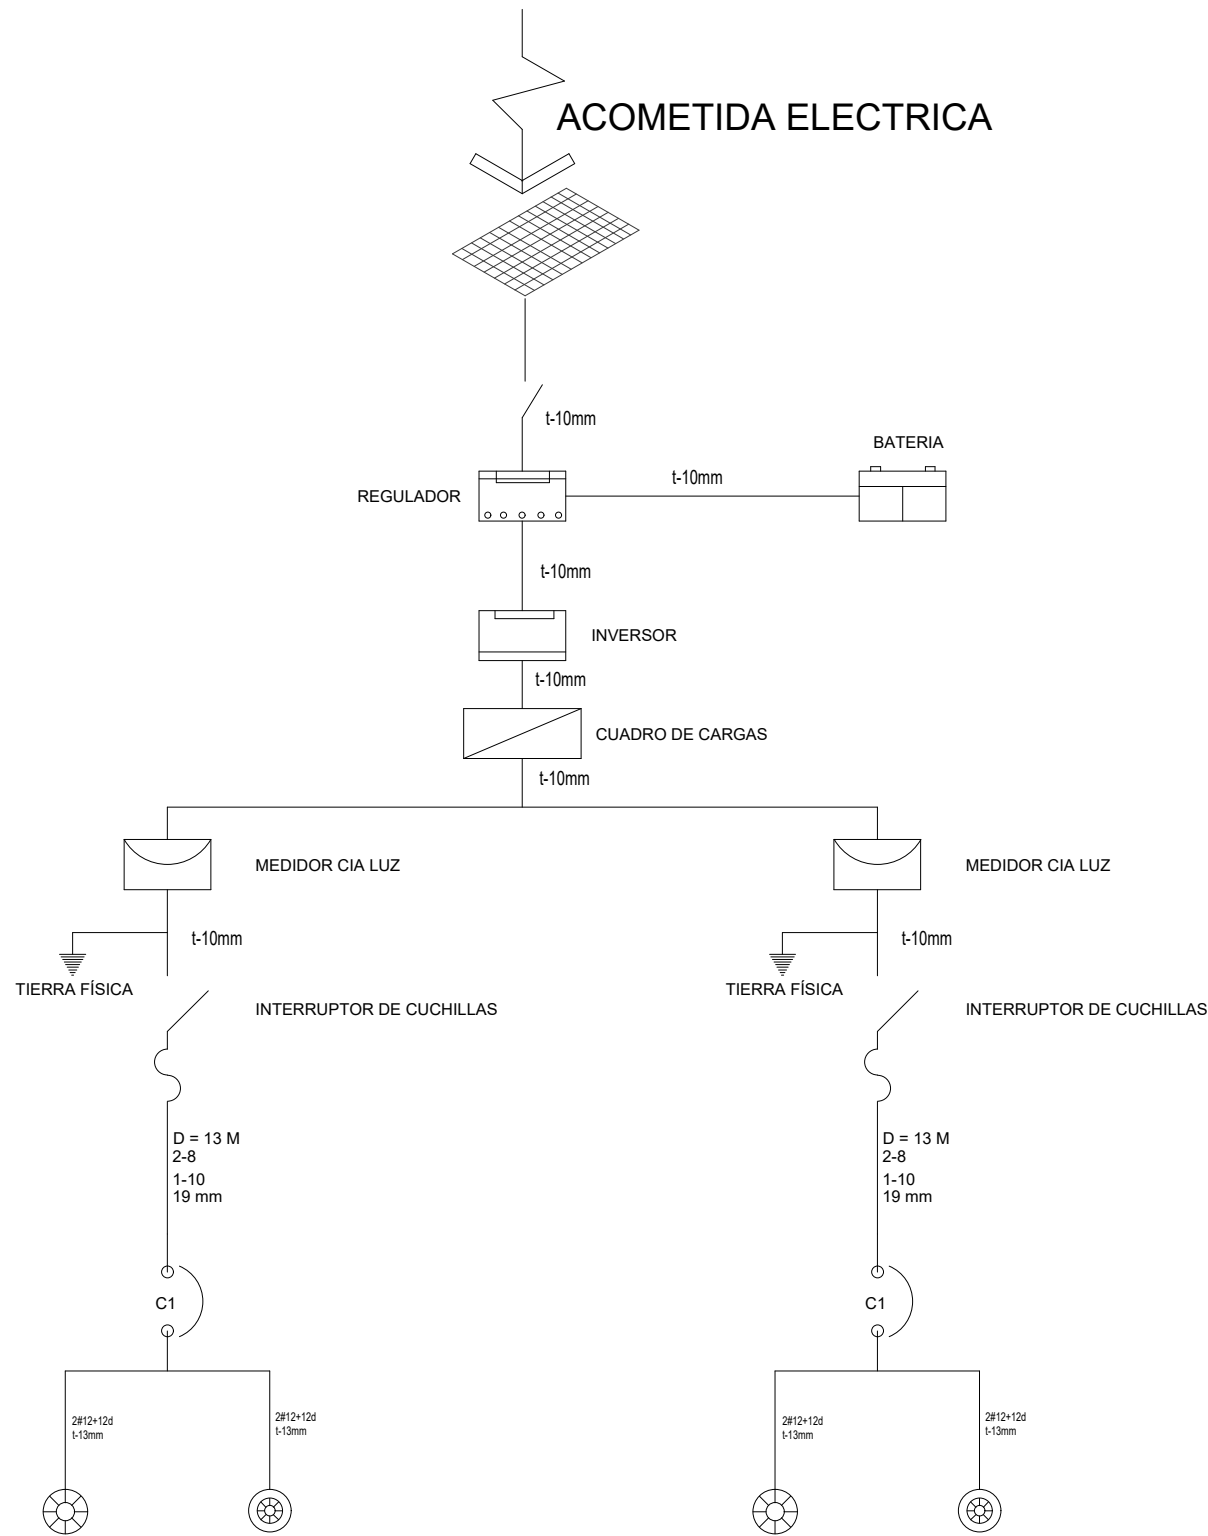 ACOMETIDA ELECTRICA
t-10mm
BATERIA
t-10mm
REGULADOR
t-10mm
INVERSOR
t-10mm
CUADRO DE CARGAS
t-10mm
MEDIDOR CIA LUZ
MEDIDOR CIA LUZ
t-10mm
t-10mm
TIERRA FÍSICA
TIERRA FÍSICA
INTERRUPTOR DE CUCHILLAS
INTERRUPTOR DE CUCHILLAS
D = 13 M
2-8
1-10
19 mm
D = 13 M
2-8
1-10
19 mm
C1
C1
2#12+12d
t-13mm
2#12+12d
t-13mm
2#12+12d
t-13mm
2#12+12d
t-13mm